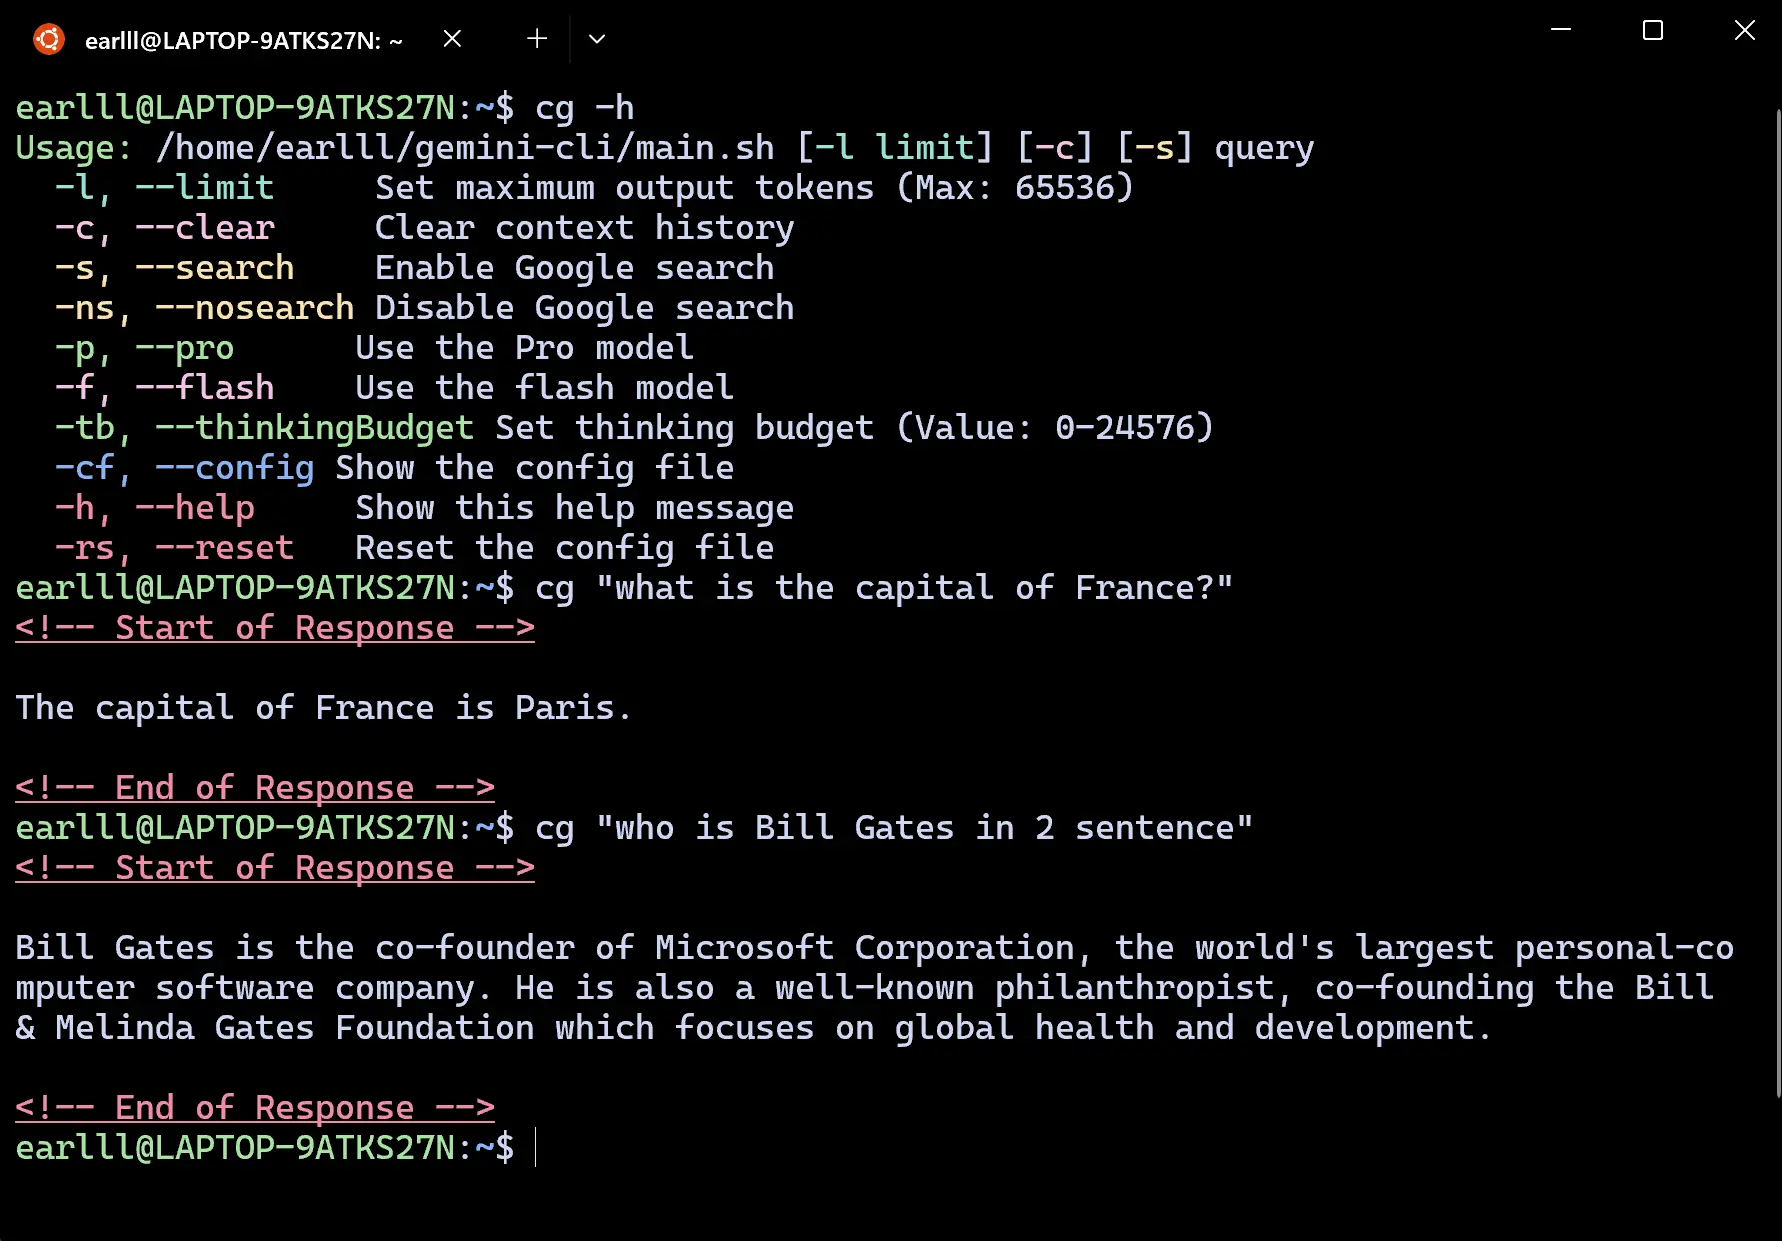 earlll@LAPTOP-9ATKS27N: ~
earlll@LAPTOP-9ATKS27N:~$ cg -h
Usage: /home/earlll/gemini-cli/main.sh [-l limit] [-c] [-s] query
  -l, --limit     Set maximum output tokens (Max: 65536)
  -c, --clear     Clear context history
  -s, --search    Enable Google search
  -ns, --nosearch Disable Google search
  -p, --pro      Use the Pro model
  -f, --flash    Use the flash model
  -tb, --thinkingBudget Set thinking budget (Value: 0-24576)
  -cf, --config Show the config file
  -h, --help     Show this help message
  -rs, --reset   Reset the config file
earlll@LAPTOP-9ATKS27N:~$ cg "what is the capital of France?"
<!-- Start of Response -->
The capital of France is Paris.
<!-- End of Response -->
earlll@LAPTOP-9ATKS27N:~$ cg "who is Bill Gates in 2 sentence"
<!-- Start of Response -->
Bill Gates is the co-founder of Microsoft Corporation, the world's largest personal-co
mputer software company. He is also a well-known philanthropist, co-founding the Bill
& Melinda Gates Foundation which focuses on global health and development.
<!-- End of Response -->
earlll@LAPTOP-9ATKS27N:~$